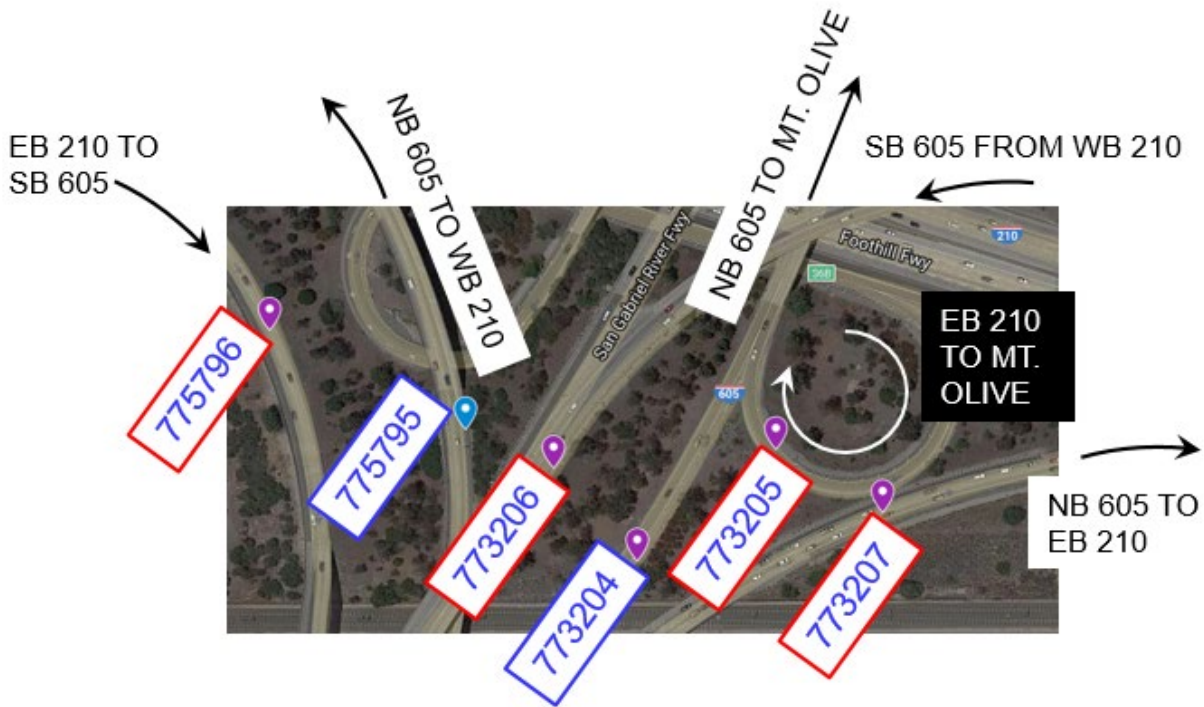 EB 210 TO
SB 605
NB 605 TO WB 210
NB 605 TO MT. OLIVE
SB 605 FROM WB 210
San Gabriel River Fwy
Foothill Fwy
210
36B
605
EB 210
TO MT.
OLIVE
NB 605 TO
EB 210
775796
775795
773206
773204
773205
773207